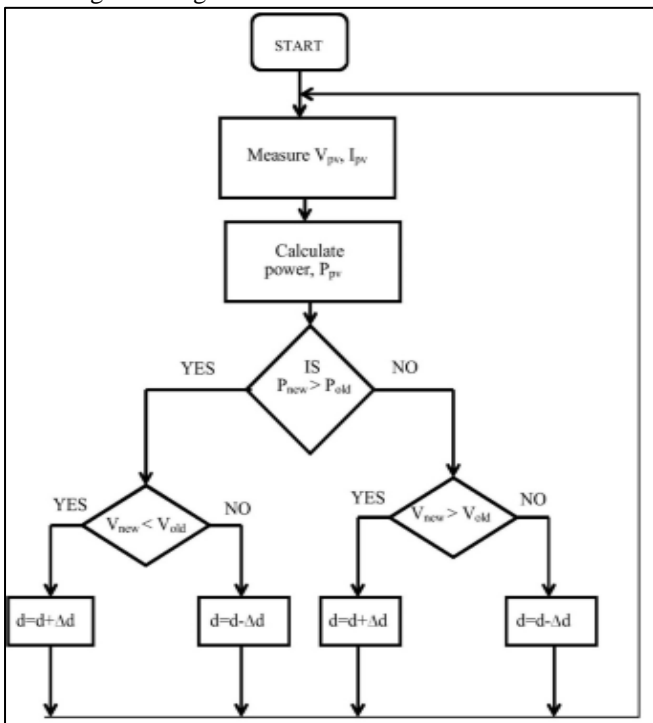 START
Measure Vpv, Ipv
Calculate
power, Ppv
YES
IS
Pnew > Pold
NO
YES
Vnew < Vold
NO
YES
Vnew > Vold
NO
d=d+Δd
d=d-Δd
d=d+Δd
d=d-Δd